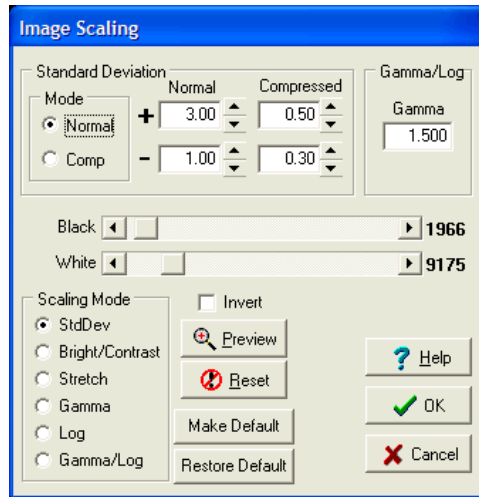 Image Scaling
Standard Deviation
Gamma/Log
Mode
Normal
Compressed
Normal
+ 3.00 0.50
Gamma
1.500
Comp
- 1.00 0.30
Black 1966
White 9175
Scaling Mode
Invert
StdDev
Preview
Bright/Contrast
Help
Stretch
Reset
Gamma
OK
Log
Make Default
Gamma/Log
Restore Default
Cancel